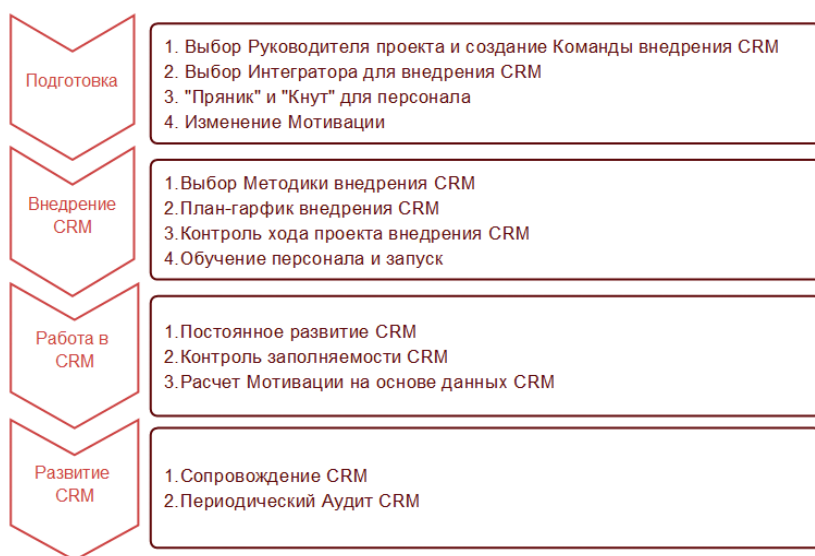 Подготовка
1. Выбор Руководителя проекта и создание Команды внедрения CRM
2. Выбор Интегратора для внедрения CRM
3. "Пряник" и "Кнут" для персонала
4. Изменение Мотивации
Внедрение
CRM
1.Выбор Методики внедрения CRM
2.План-гарфик внедрения CRM
3.Контроль хода проекта внедрения CRM
4.Обучение персонала и запуск
Работа в
CRM
1.Постоянное развитие CRM
2.Контроль заполняемости CRM
3.Расчет Мотивации на основе данных CRM
Развитие
CRM
1.Сопровождение CRM
2.Периодический Аудит CRM